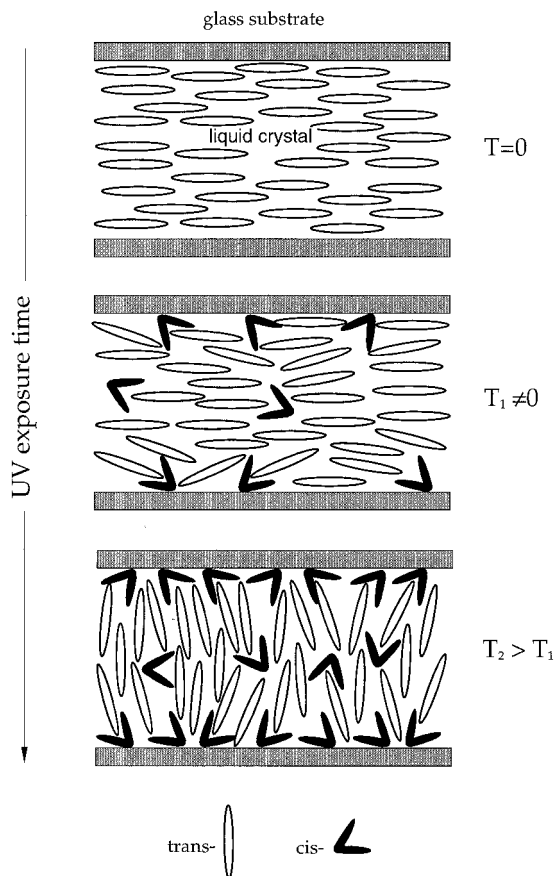 glass substrate
liquid crystal
T=0
UV exposure time
T₁ ≠0
T₂ > T₁
trans-
cis-